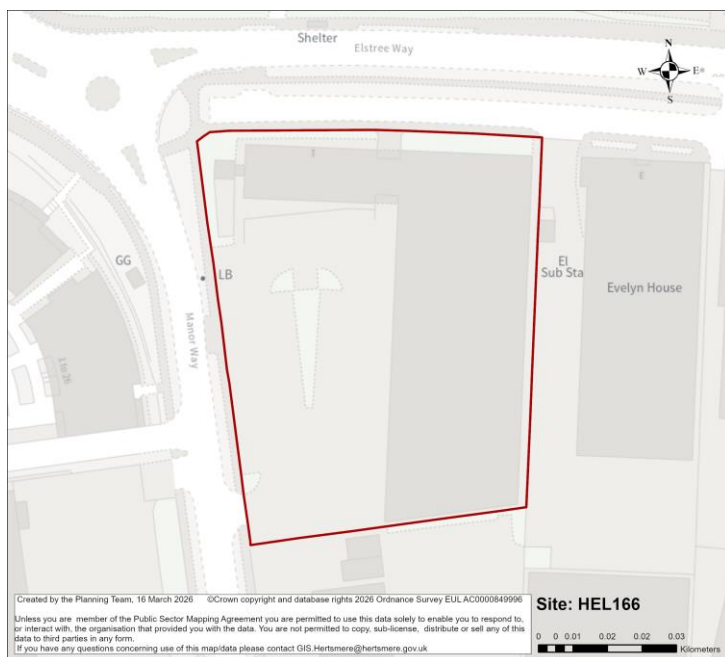 Shelter
Elstree Way
N
W
E
S
1
E
LB
GG
El
Sub Sta
Evelyn House
Manor Way
1 to 26
Created by the Planning Team, 16 March 2026 ©Crown copyright and database rights 2026 Ordnance Survey EUL AC0000849996
Unless you are member of the Public Sector Mapping Agreement you are permitted to use this data solely to enable you to respond to,
or interact with, the organisation that provided you with the data. You are not permitted to copy, sub-license, distribute or sell any of this
data to third parties in any form.
If you have any questions concerning use of this map/data please contact GIS.Hertsmere@hertsmere.gov.uk
Site: HEL166
0 0 0.01 0.02 0.02 0.03
Kilometers